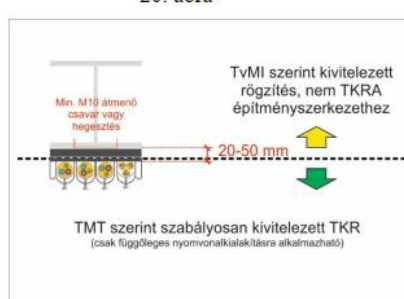 TvMI szerint kivitelezett
rögzítés, nem TKRA
építményszerkezethez
Min. M10 átmenő
csavar vagy
hegesztés
20-50 mm
TMT szerint szabályosan kivitelezett TKR
(csak függőleges nyomvonalkialakításra alkalmazható)